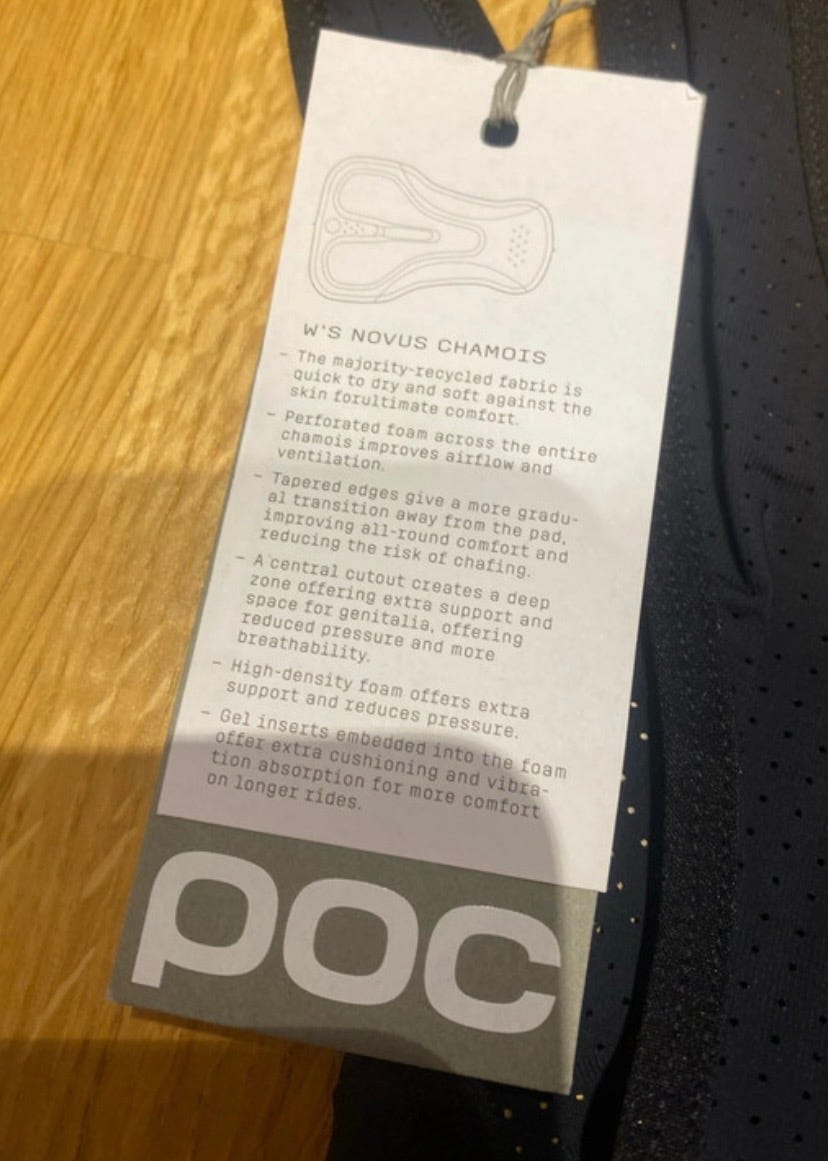 W'S NOVUS CHAMOIS
– The majority-recycled fabric is
quick to dry and soft against the
skin forultimate comfort.
– Perforated foam across the entire
chamois improves airflow and
ventilation.
– Tapered edges give a more gradu-
al transition away from the pad,
improving all-round comfort and
reducing the risk of chafing.
– A central cutout creates a deep
zone offering extra support and
space for genitalia, offering
reduced pressure and more
breathability.
– High-density foam offers extra
support and reduces pressure.
– Gel inserts embedded into the foam
offer extra cushioning and vibra-
tion absorption for more comfort
on longer rides.
POC